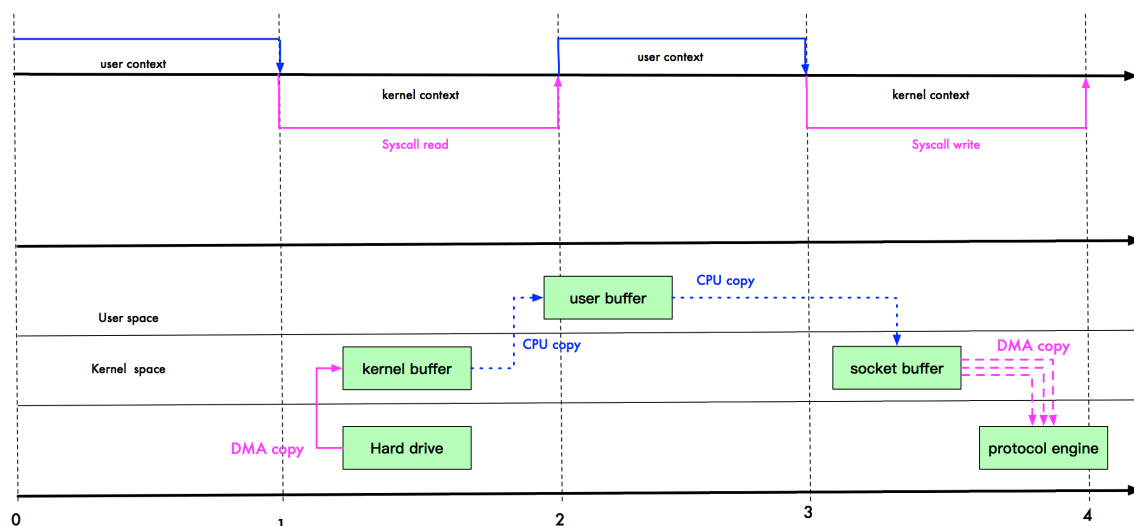 user context
user context
kernel context
kernel context
Syscall read
Syscall write
CPU copy
user buffer
User space
CPU copy
DMA copy
Kernel space
kernel buffer
socket buffer
DMA copy
Hard drive
protocol engine
0
1
2
3
4